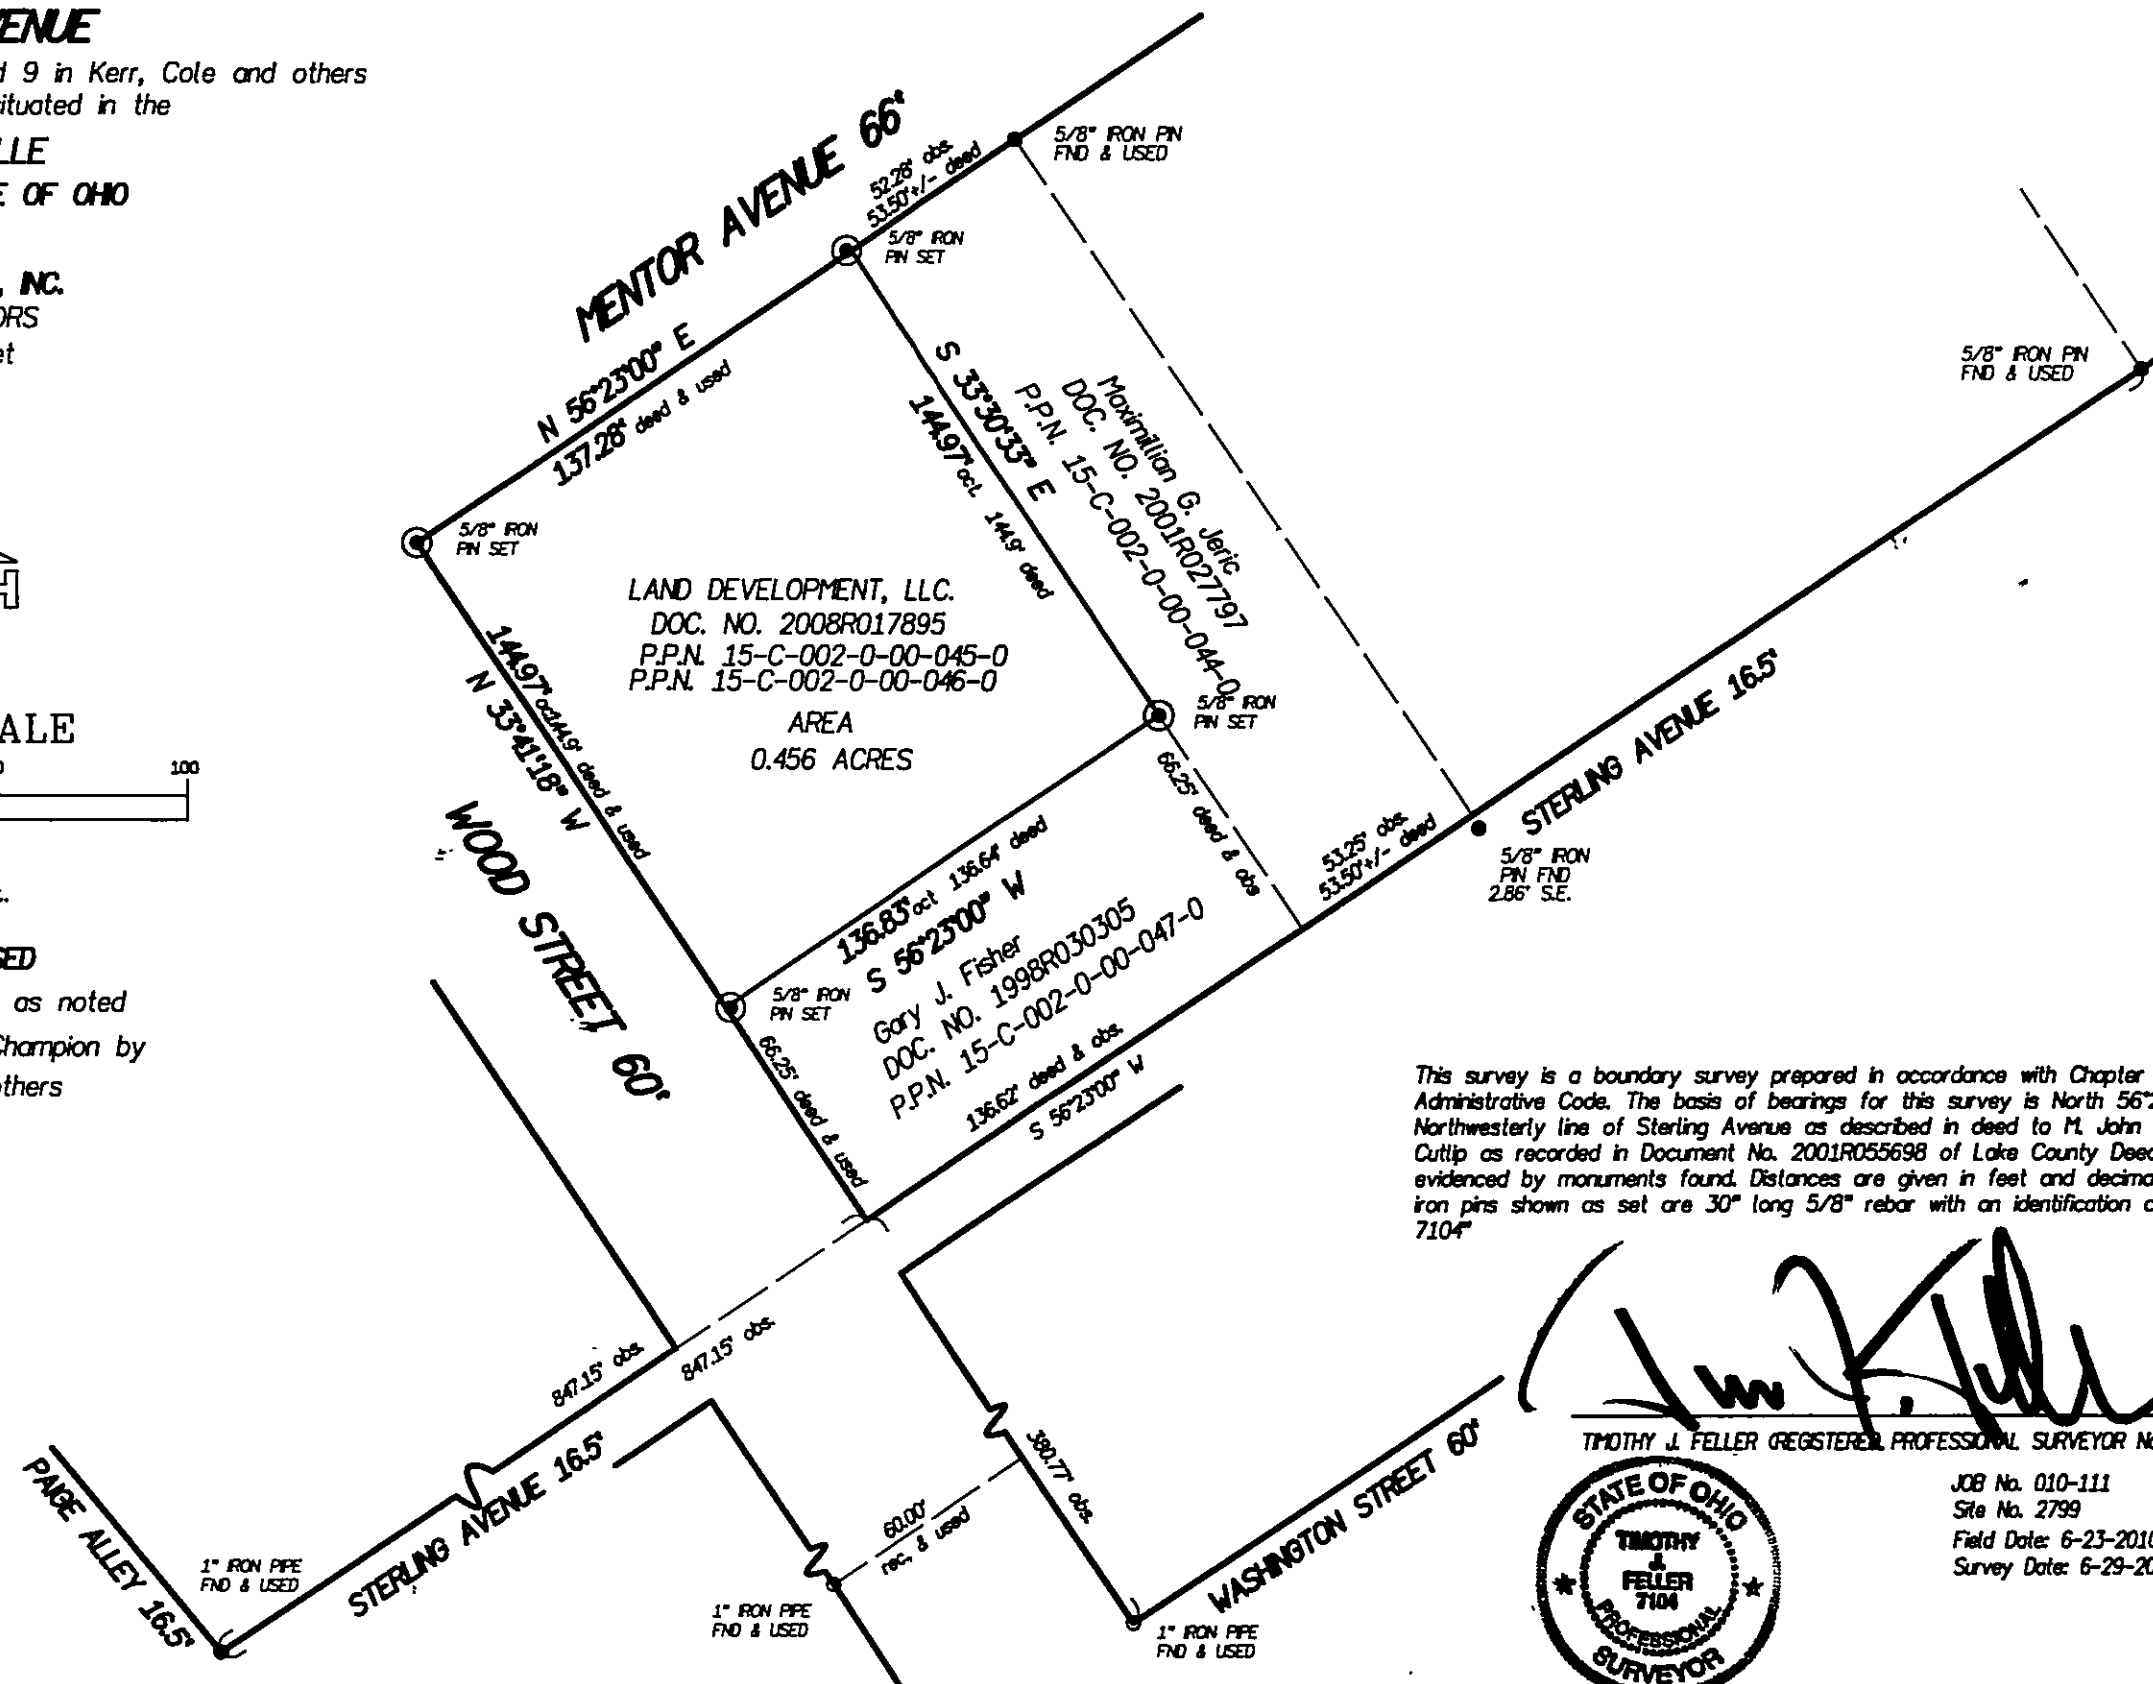 VENUE
d 9 in Kerr, Cole and others
ituated in the
LLE
E OF OHIO
, INC.
ORS
et
H
ALE
0
100
SED
as noted
Champion by
thers
MENTOR AVENUE 66'
52.28' obs.
53.50'+/- deed
5/8" IRON PIN
FND & USED
5/8" IRON
PIN SET
N 56°23'00" E
137.28' deed & used
S 33°30'33" E
144.97' act. 144.9' deed
Maximilian G. Jeric
DOC. NO. 2001R027797
P.P.N. 15-C-002-0-00-044-0
5/8" IRON PIN
FND & USED
5/8" IRON
PIN SET
LAND DEVELOPMENT, LLC.
DOC. NO. 2008R017895
P.P.N. 15-C-002-0-00-045-0
P.P.N. 15-C-002-0-00-046-0
AREA
0.456 ACRES
144.97' act. 144.9' deed & used
N 33°41'18" W
WOOD STREET 60'
5/8" IRON
PIN SET
66.25' deed & obs
STERLING AVENUE 16.5'
53.25' obs.
53.50'+/- deed
5/8" IRON
PIN FND
2.86' S.E.
136.83' act 136.64' deed
S 56°23'00" W
5/8" IRON
PIN SET
Gary J. Fisher
DOC. NO. 1998R030305
P.P.N. 15-C-002-0-00-047-0
66.25' deed & used
136.62' deed & obs.
S 56°23'00" W
This survey is a boundary survey prepared in accordance with Chapter
Administrative Code. The basis of bearings for this survey is North 56°2
Northwesterly line of Sterling Avenue as described in deed to M. John
Cutlip as recorded in Document No. 2001R055698 of Lake County Deed
evidenced by monuments found. Distances are given in feet and decima
iron pins shown as set are 30" long 5/8" rebar with an identification c
7104"
847.15' obs.
847.15' obs.
PAIGE ALLEY 16.5'
STERLING AVENUE 16.5'
1" IRON PIPE
FND & USED
60.00'
rec. & used
380.77' obs.
1" IRON PIPE
FND & USED
1" IRON PIPE
FND & USED
WASHINGTON STREET 60'
TIMOTHY J. FELLER (REGISTERED PROFESSIONAL SURVEYOR NO
JOB No. 010-111
Site No. 2799
Field Date: 6-23-2010
Survey Date: 6-29-20
STATE OF OHIO
TIMOTHY
J.
FELLER
7104
PROFESSIONAL
SURVEYOR